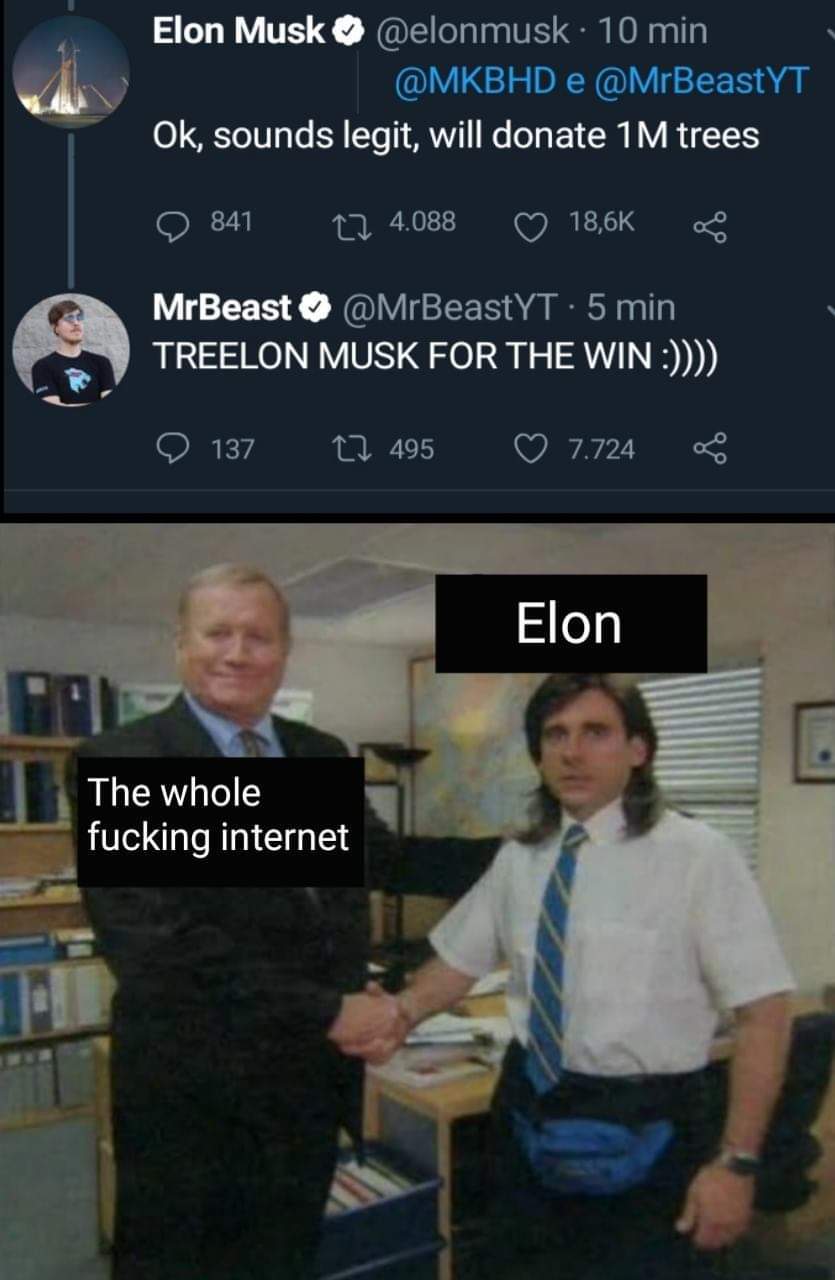 Elon Musk @elonmusk · 10 min
@MKBHD e @MrBeastYT
Ok, sounds legit, will donate 1M trees
841 4.088 18,6K
MrBeast @MrBeastYT · 5 min
TREELON MUSK FOR THE WIN :))))
137 495 7.724
Elon
The whole
fucking internet